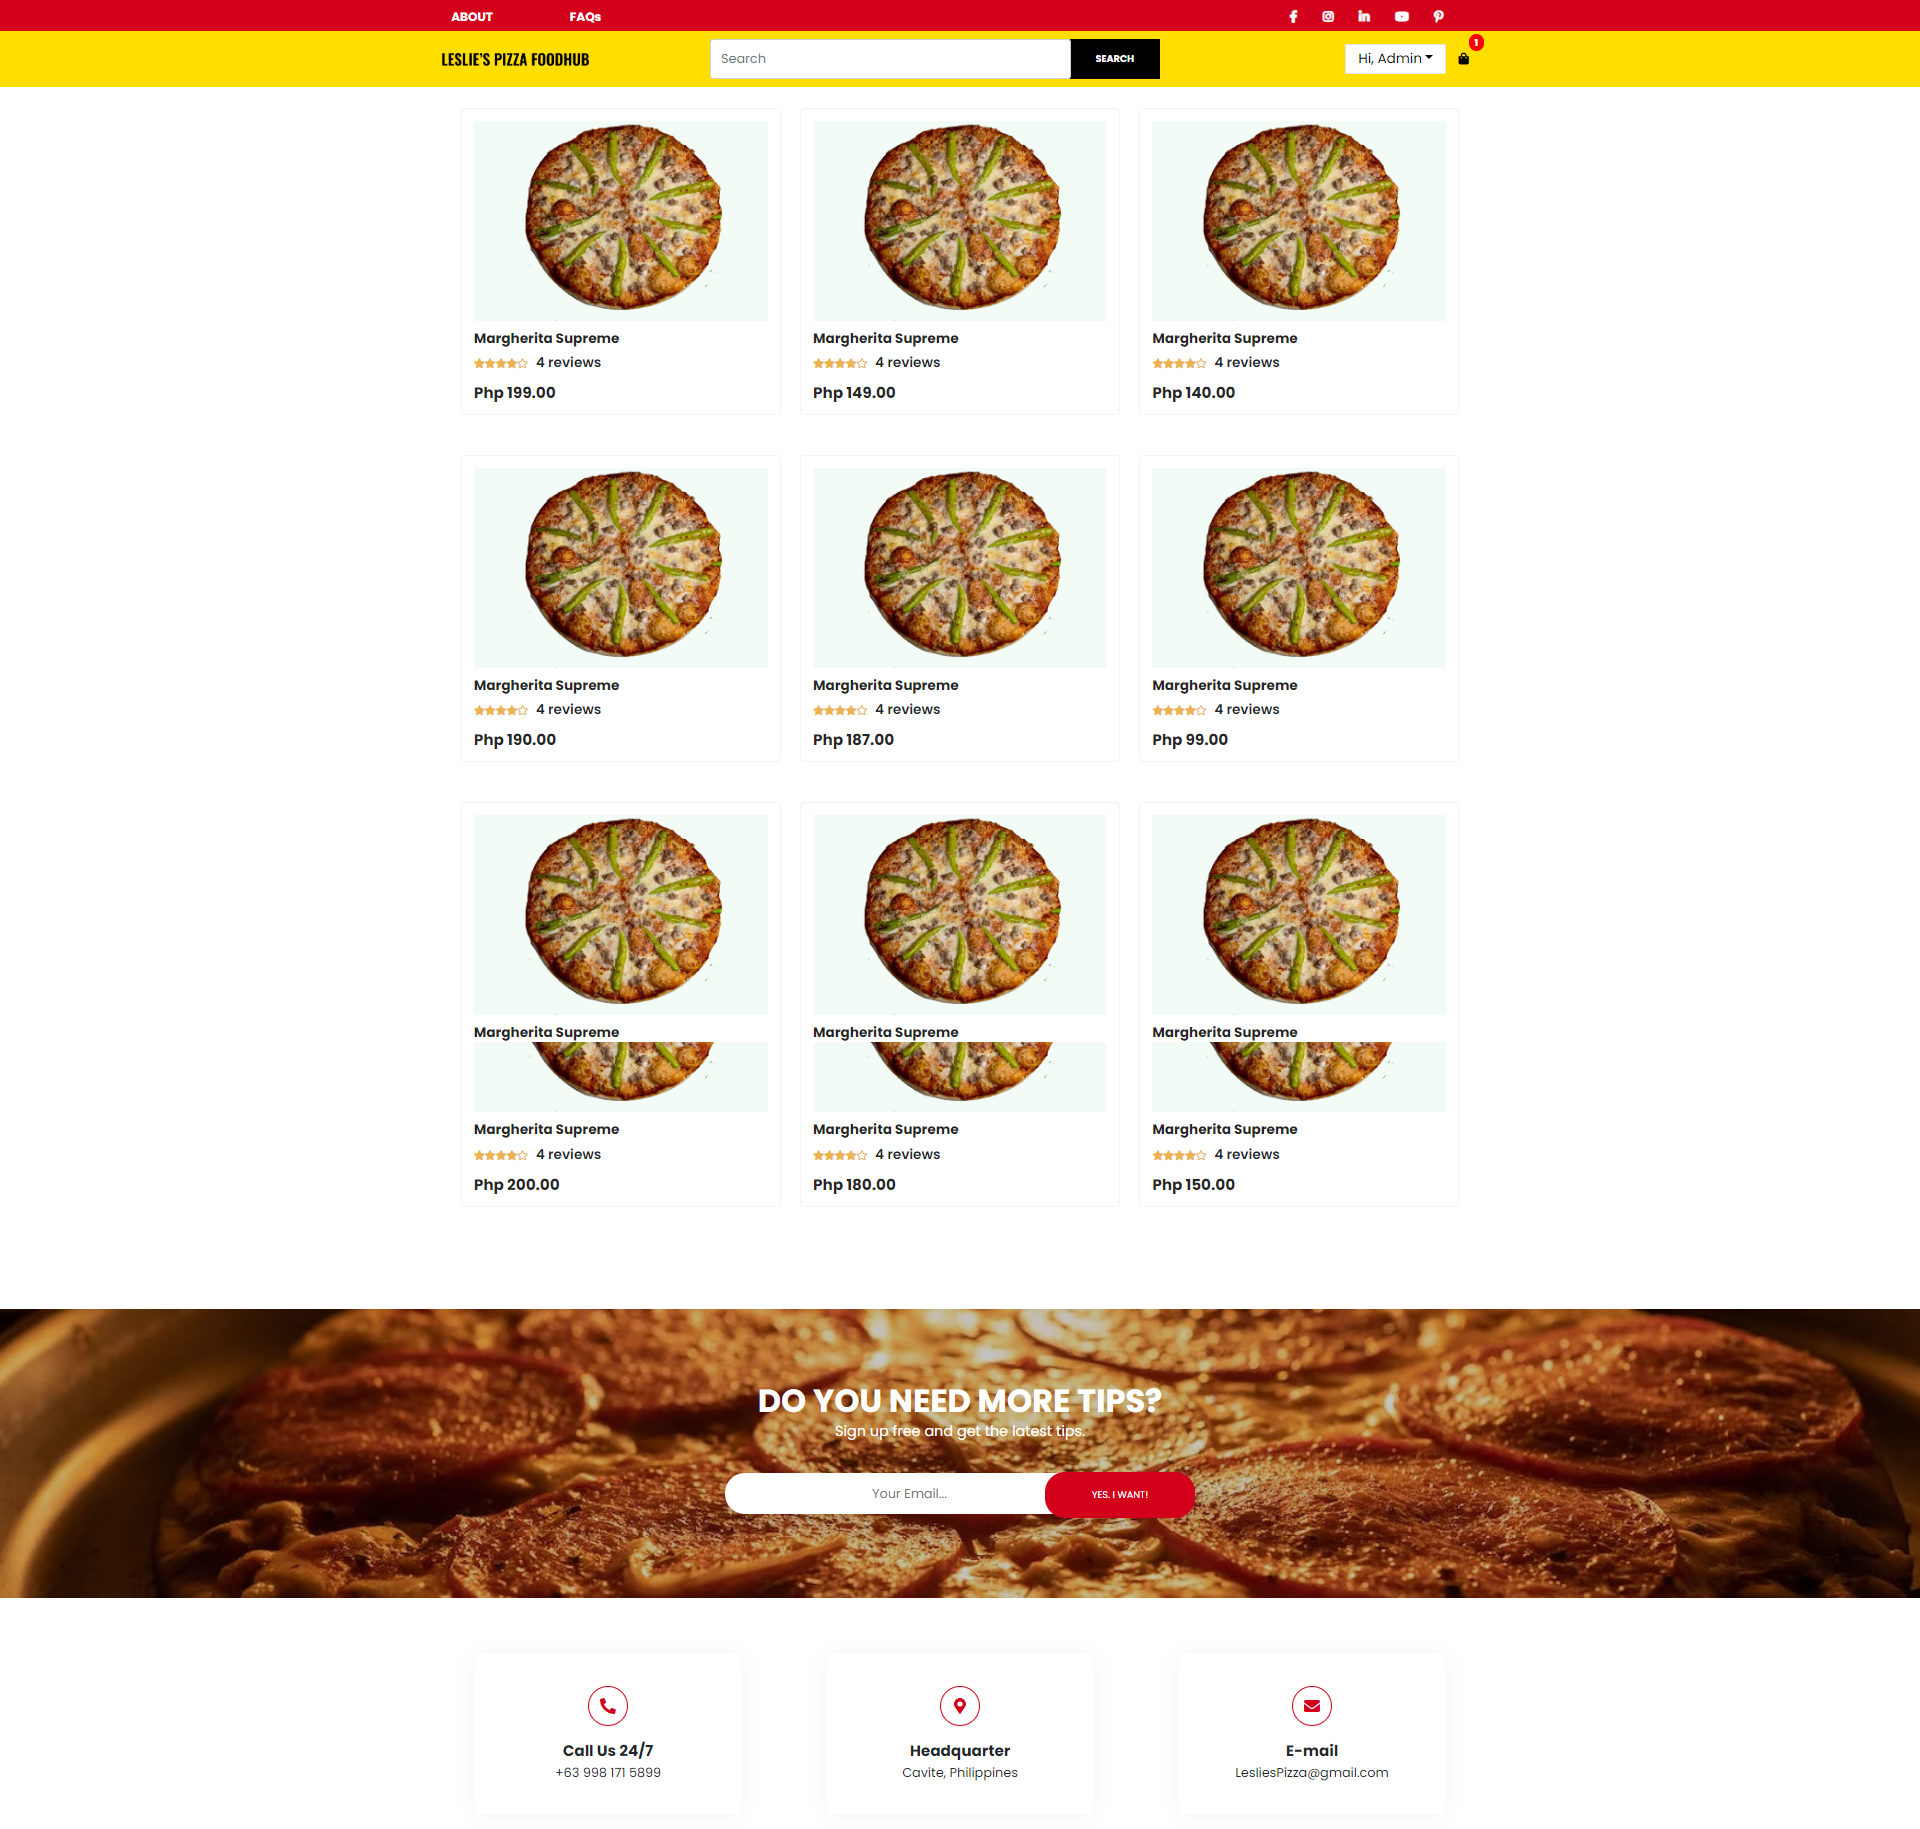 ABOUT FAQs
LESLIE'S PIZZA FOODHUB Search SEARCH Hi, Admin 1
Margherita Supreme Margherita Supreme Margherita Supreme
4 reviews 4 reviews 4 reviews
Php 199.00 Php 149.00 Php 140.00
Margherita Supreme Margherita Supreme Margherita Supreme
4 reviews 4 reviews 4 reviews
Php 190.00 Php 187.00 Php 99.00
Margherita Supreme Margherita Supreme Margherita Supreme
Margherita Supreme Margherita Supreme Margherita Supreme
4 reviews 4 reviews 4 reviews
Php 200.00 Php 180.00 Php 150.00
DO YOU NEED MORE TIPS?
Sign up free and get the latest tips.
Your Email... YES. I WANT!
Call Us 24/7 Headquarter E-mail
+63 998 171 5899 Cavite, Philippines LesliesPizza@gmail.com